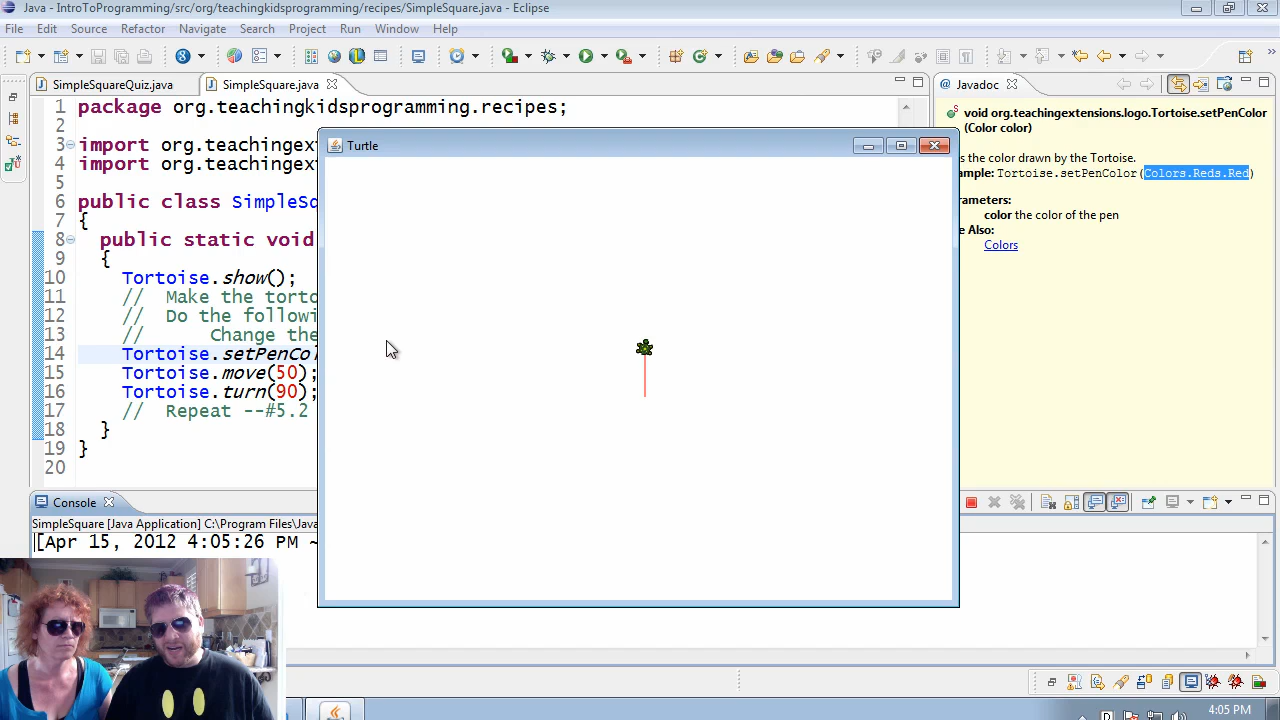 Java - IntroToProgramming/src/org/teachingkidsprogramming/recipes/SimpleSquare.java - Eclipse
File Edit Source Refactor Navigate Search Project Run Window Help
SimpleSquareQuiz.java SimpleSquare.java
1 package org.teachingkidsprogramming.recipes;
2
3 import org.teachingext
4 import org.teachingext
5
6 public class SimpleSq
7 {
8 public static void
9 {
10 Tortoise.show();
11 // Make the torto
12 // Do the followi
13 // Change the
14 Tortoise.setPenCol
15 Tortoise.move(50);
16 Tortoise.turn(90);
17 // Repeat --#5.2
18 }
19 }
20
Turtle
Javadoc
void org.teachingextensions.logo.Tortoise.setPenColor
(Color color)
s the color drawn by the Tortoise.
ample: Tortoise.setPenColor(Colors.Reds.Red)
rameters:
color the color of the pen
e Also:
Colors
Console
SimpleSquare [Java Application] C:\Program Files\Java
[Apr 15, 2012 4:05:26 PM ~
4:05 PM